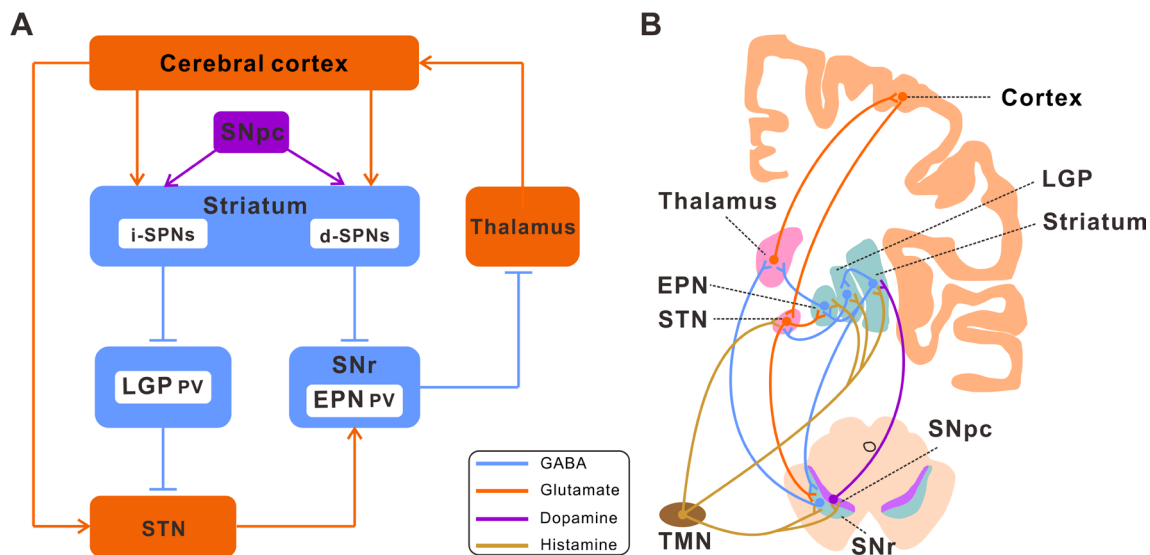 A
Cerebral cortex
SNpc
Striatum
i-SPNs
d-SPNs
Thalamus
LGP PV
SNr
EPN PV
STN
GABA
Glutamate
Dopamine
Histamine
B
Cortex
LGP
Thalamus
Striatum
EPN
STN
SNpc
TMN
SNr